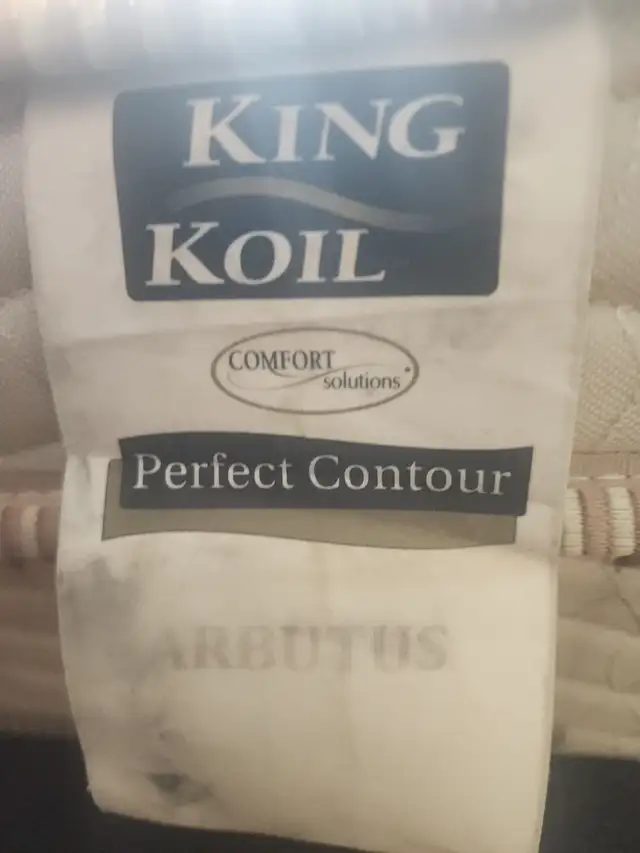 KING
KOIL
COMFORT
solutions
Perfect Contour
ARBUTUS